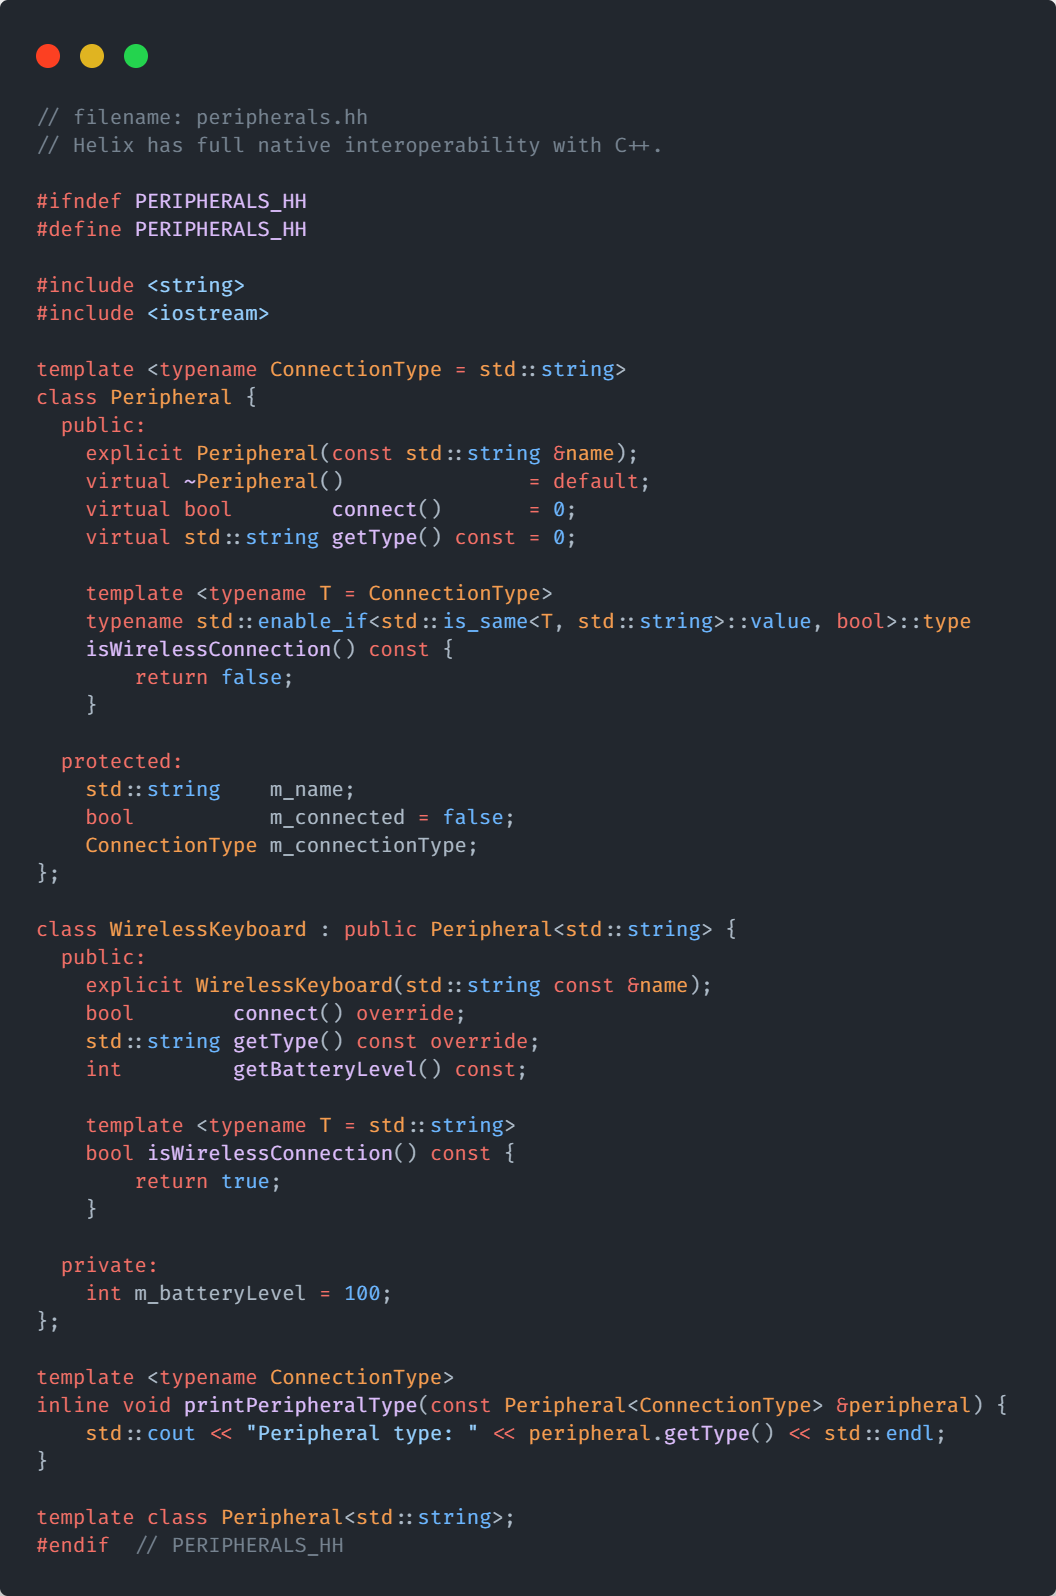 // filename: peripherals.hh
// Helix has full native interoperability with C++.

#ifndef PERIPHERALS_HH
#define PERIPHERALS_HH

#include <string>
#include <iostream>

template <typename ConnectionType = std::string>
class Peripheral {
  public:
    explicit Peripheral(const std::string &name);
    virtual ~Peripheral()               = default;
    virtual bool        connect()       = 0;
    virtual std::string getType() const = 0;

    template <typename T = ConnectionType>
    typename std::enable_if<std::is_same<T, std::string>::value, bool>::type
    isWirelessConnection() const {
        return false;
    }

  protected:
    std::string    m_name;
    bool           m_connected = false;
    ConnectionType m_connectionType;
};

class WirelessKeyboard : public Peripheral<std::string> {
  public:
    explicit WirelessKeyboard(std::string const &name);
    bool        connect() override;
    std::string getType() const override;
    int         getBatteryLevel() const;

    template <typename T = std::string>
    bool isWirelessConnection() const {
        return true;
    }

  private:
    int m_batteryLevel = 100;
};

template <typename ConnectionType>
inline void printPeripheralType(const Peripheral<ConnectionType> &peripheral) {
    std::cout << "Peripheral type: " << peripheral.getType() << std::endl;
}

template class Peripheral<std::string>;
#endif  // PERIPHERALS_HH